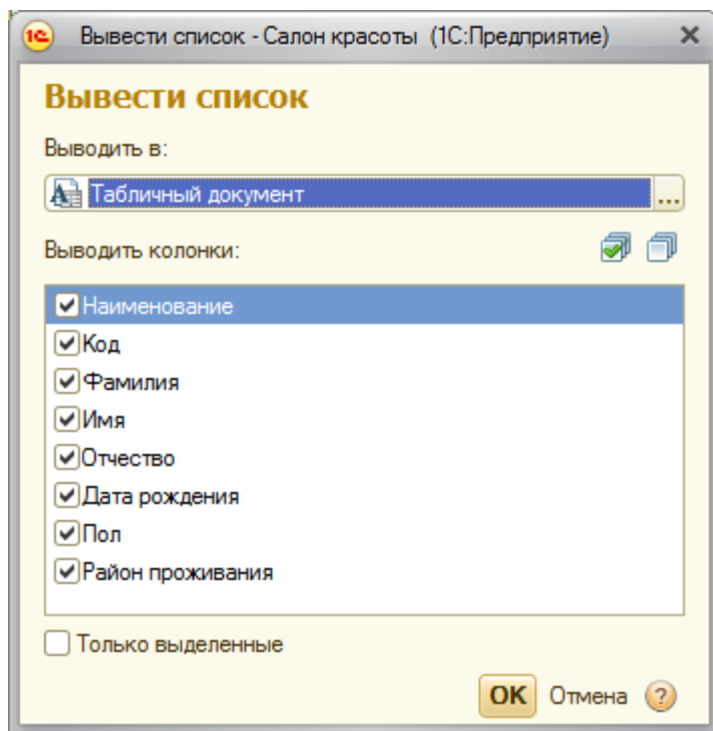 1С Вывести список - Салон красоты (1С:Предприятие)
Вывести список
Выводить в:
Табличный документ ...
Выводить колонки:
Наименование
Код
Фамилия
Имя
Отчество
Дата рождения
Пол
Район проживания
Только выделенные
ОК Отмена ?